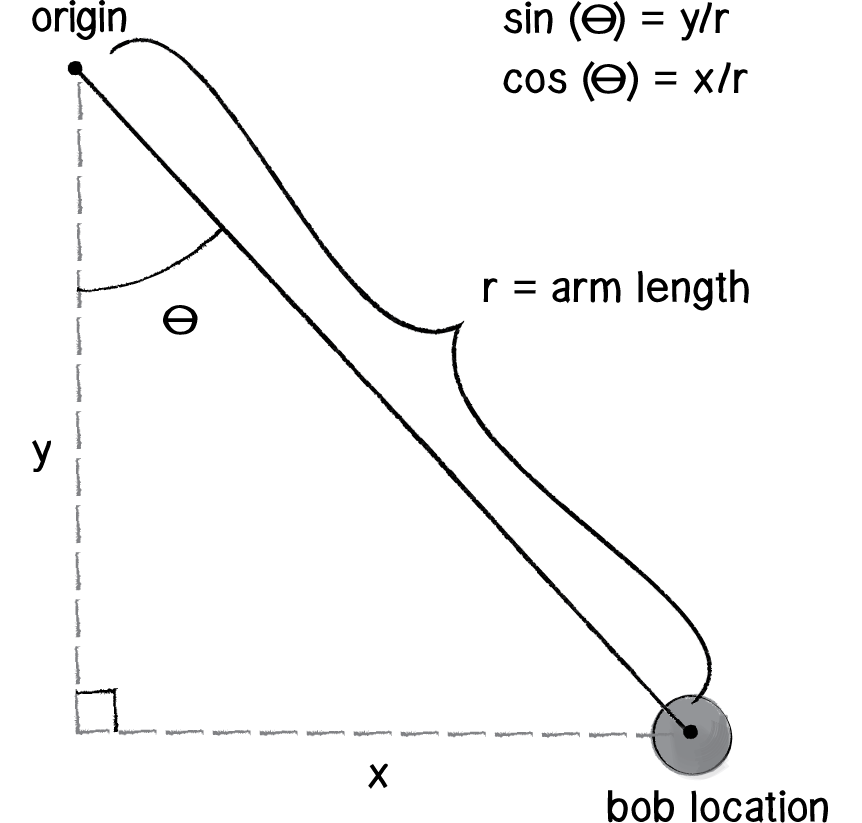 origin
sin (Θ) = y/r
cos (Θ) = x/r
r = arm length
Θ
y
x
bob location